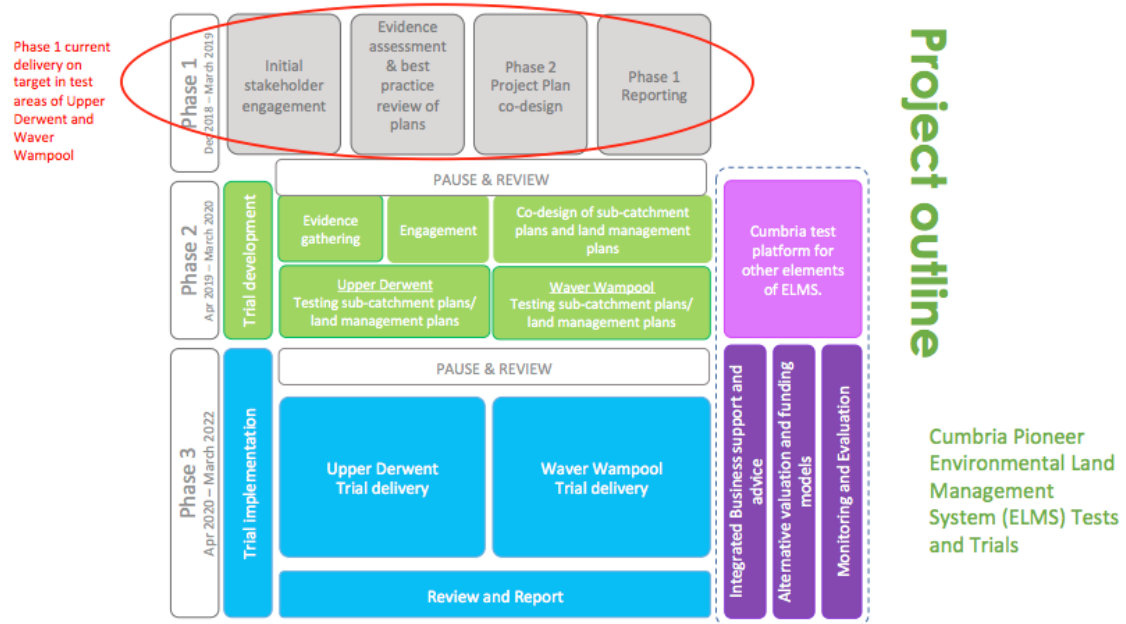 Phase 1 current
delivery on
target in test
areas of Upper
Derwent and
Waver
Wampool
Phase 1
Dec 2018 – March 2019
Initial
stakeholder
engagement
Evidence
assessment
& best
practice
review of
plans
Phase 2
Project Plan
co-design
Phase 1
Reporting
Project outline
PAUSE & REVIEW
Phase 2
Apr 2019 – March 2020
Trial development
Evidence
gathering
Engagement
Co-design of sub-catchment
plans and land management
plans
Upper Derwent
Testing sub-catchment plans/
land management plans
Waver Wampool
Testing sub-catchment plans/
land management plans
Cumbria test
platform for
other elements
of ELMS.
PAUSE & REVIEW
Phase 3
Apr 2020 – March 2022
Trial implementation
Upper Derwent
Trial delivery
Waver Wampool
Trial delivery
Review and Report
Integrated Business support and
advice
Alternative valuation and funding
models
Monitoring and Evaluation
Cumbria Pioneer
Environmental Land
Management
System (ELMS) Tests
and Trials